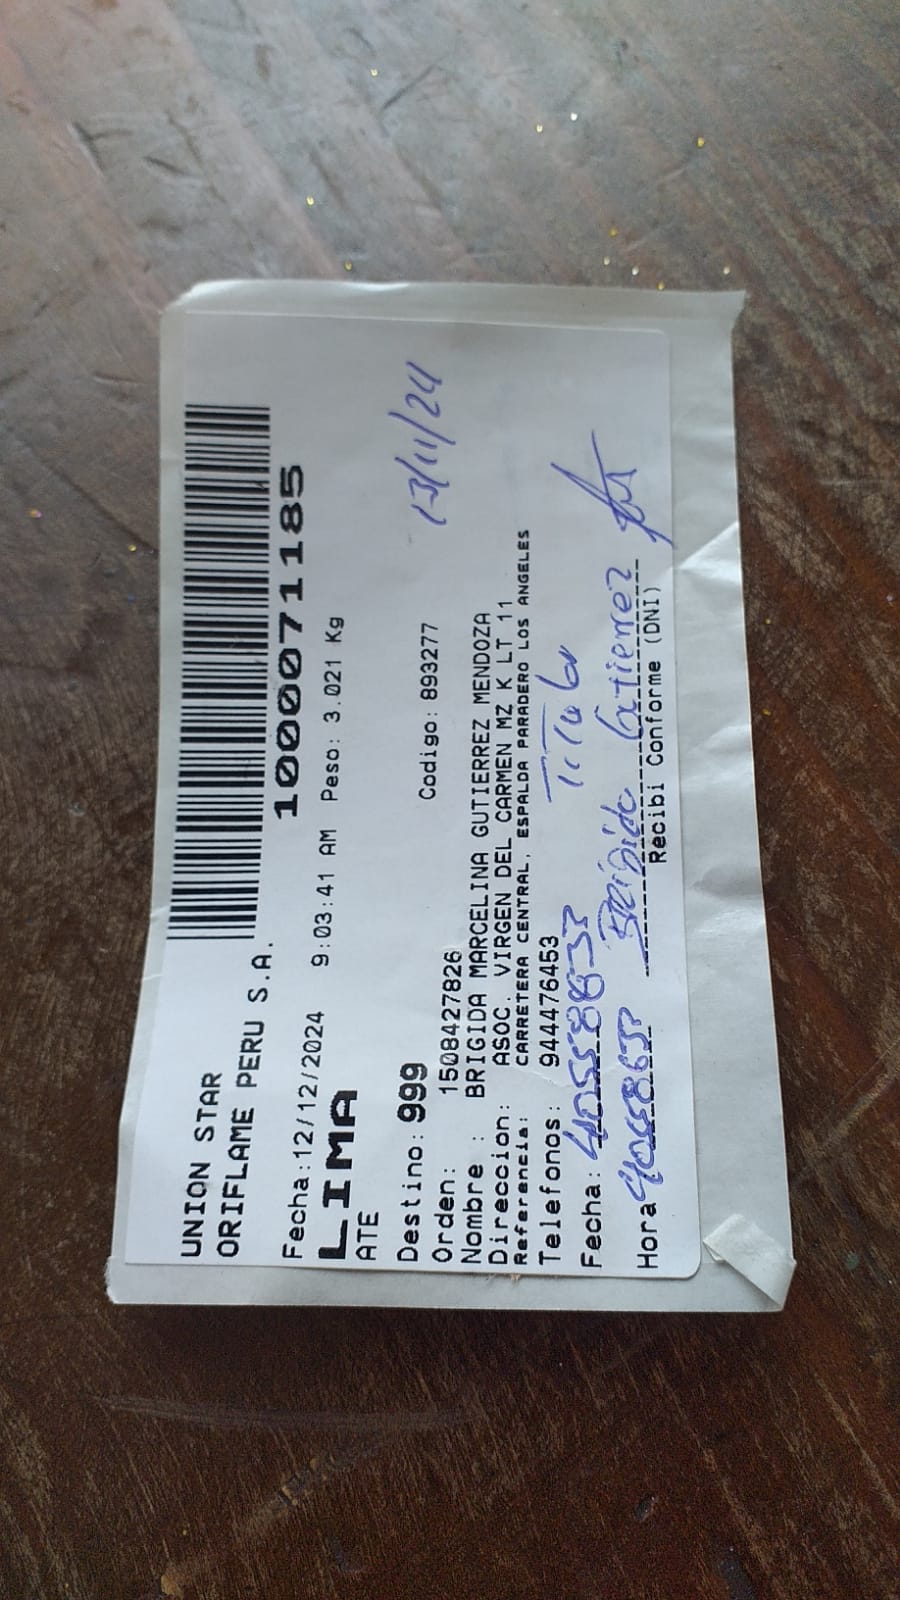 UNION STAR
ORIFLAME PERU S.A.
1000071185
Fecha:12/12/2024 9:03:41 AM Peso: 3.021 Kg
LIMA
ATE
13/11/24
Destino: 999 Codigo: 893277
Orden: 1508427826
Nombre : BRIGIDA MARCELINA GUTIERREZ MENDOZA
Direccion: ASOC. VIRGEN DEL CARMEN MZ K LT 11
Referencia: CARRETERA CENTRAL, ESPALDA PARADERO LOS ANGELES
Telefonos: 944476453 Titular
Fecha:
Hora Brigida Gutierrez
Recibi Conforme (DNI)